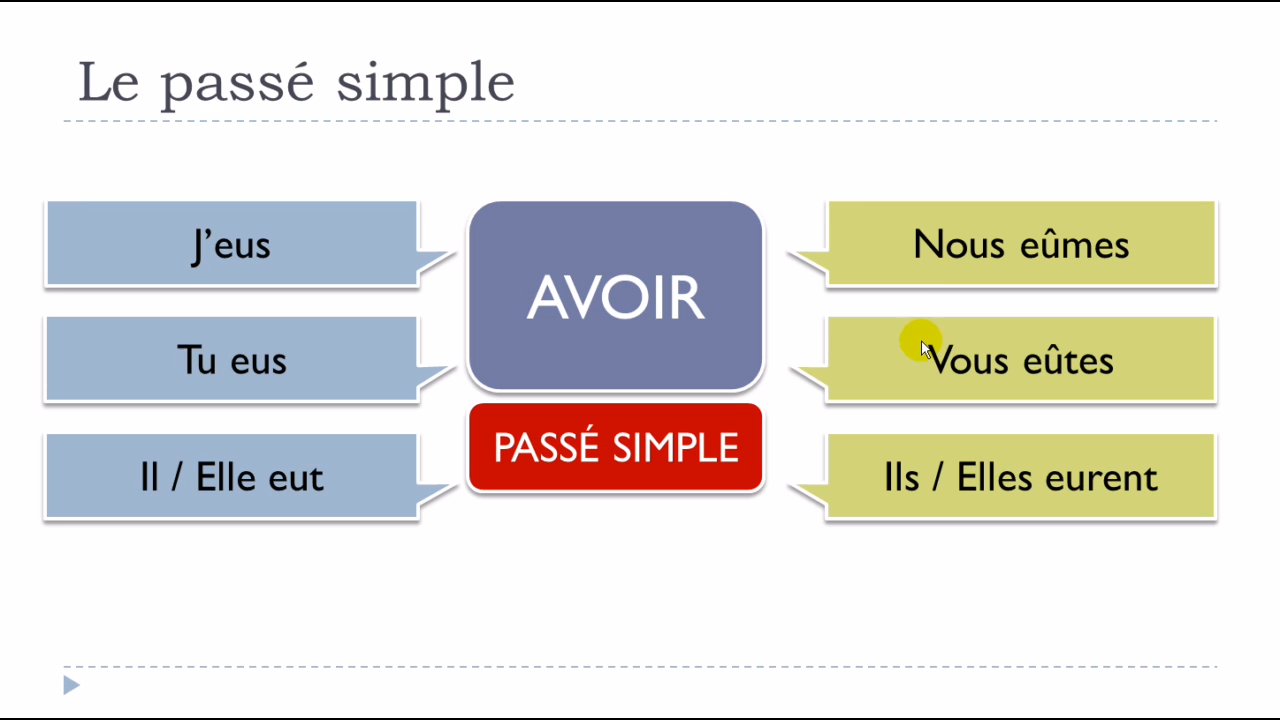 Le passé simple
J’eus
Tu eus
Il / Elle eut
AVOIR
PASSÉ SIMPLE
Nous eûmes
Vous eûtes
Ils / Elles eurent